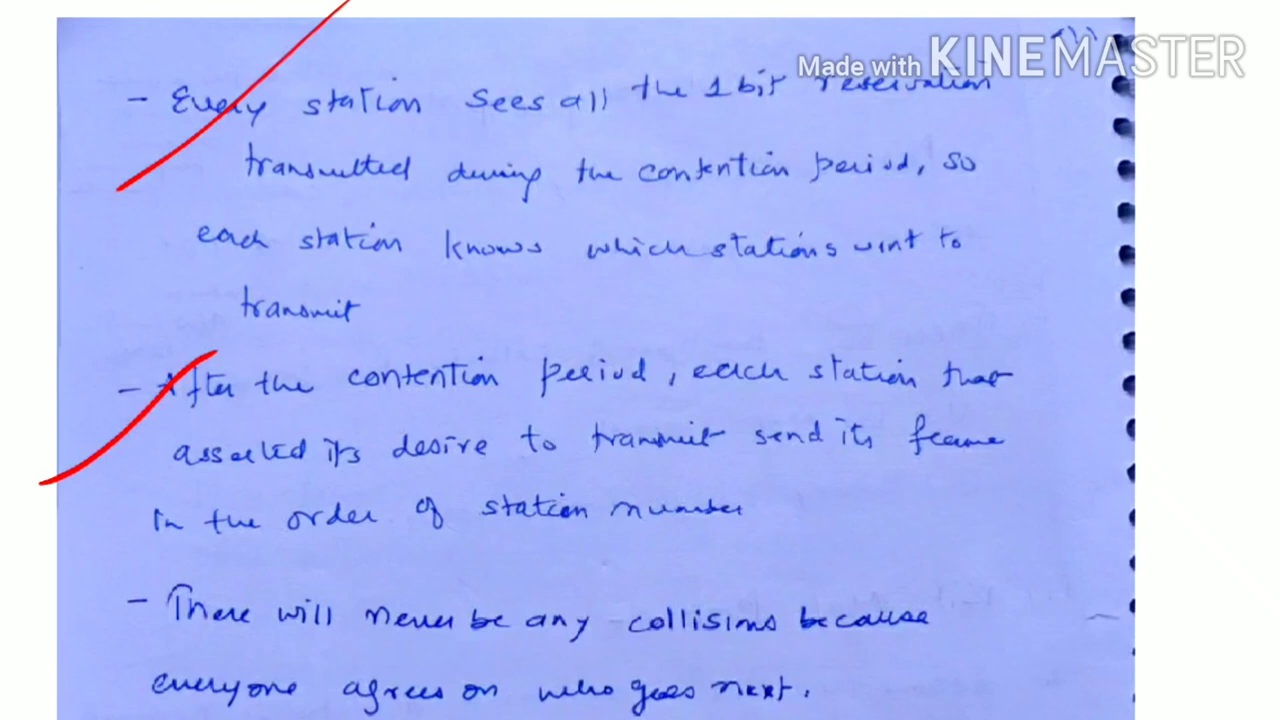 Made with KINEMASTER
- Every station sees all the 1 bit reservation
transmitted during the contention period, so
each station knows which stations want to
transmit
- After the contention period, each station that
asserted its desire to transmit send its frame
in the order of station number
- There will never be any collisions because
everyone agrees on who goes next.